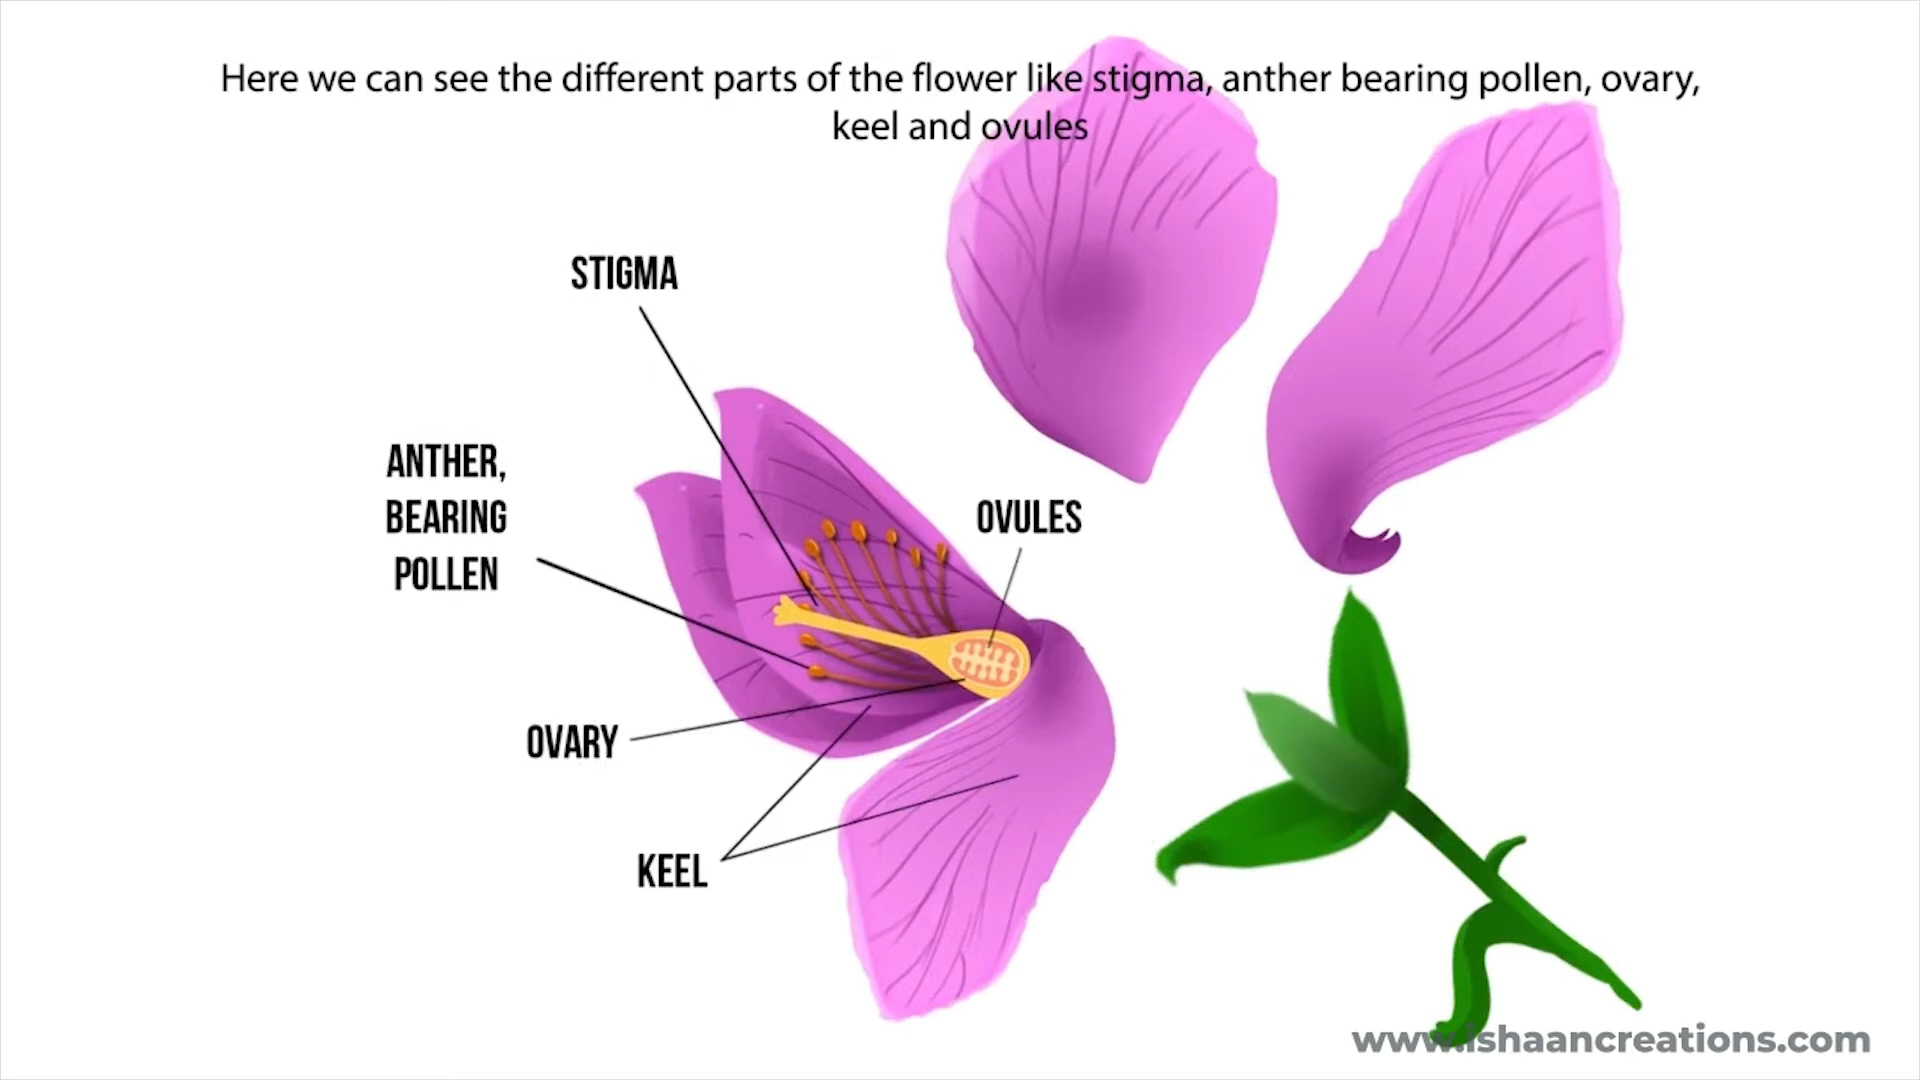 Here we can see the different parts of the flower like stigma, anther bearing pollen, ovary,
keel and ovules
STIGMA
ANTHER,
BEARING
POLLEN
OVULES
OVARY
KEEL
www.ishaancreations.com